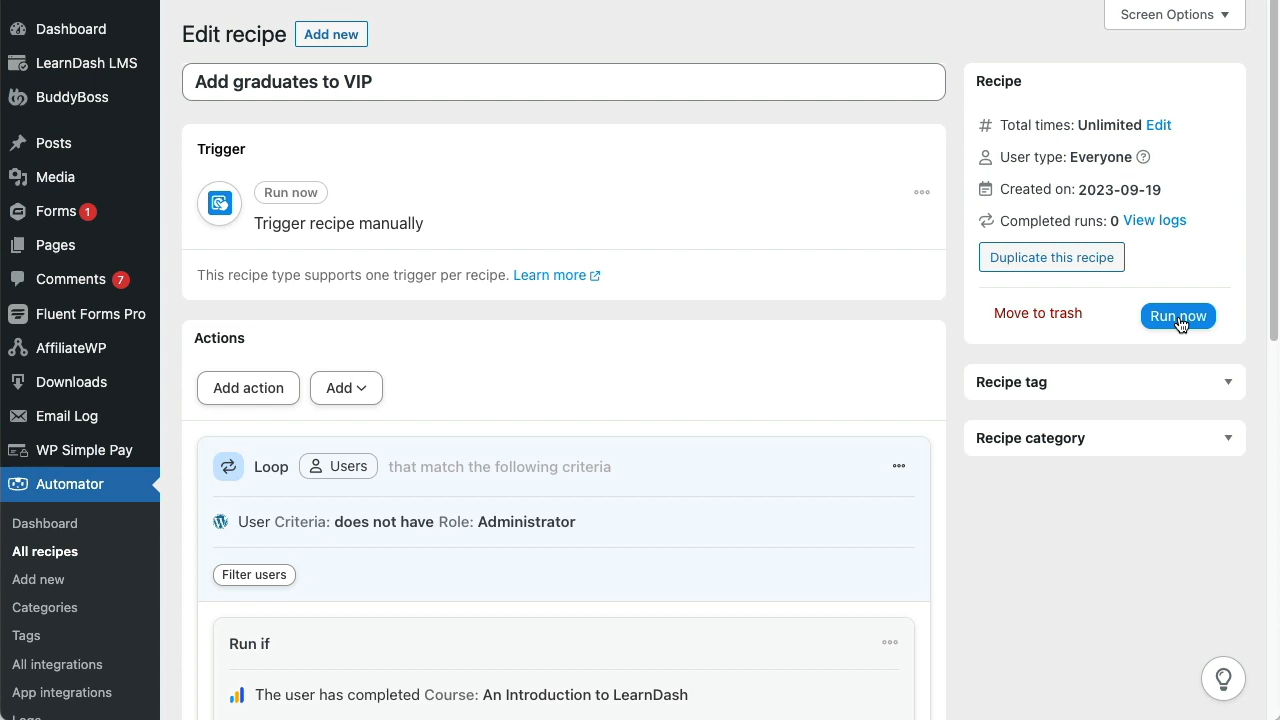 Dashboard
LearnDash LMS
BuddyBoss
Posts
Media
Forms 1
Pages
Comments 7
Fluent Forms Pro
AffiliateWP
Downloads
Email Log
WP Simple Pay
Automator
Dashboard
All recipes
Add new
Categories
Tags
All integrations
App integrations
Logs
Screen Options
Edit recipe Add new
Add graduates to VIP
Trigger
Run now
Trigger recipe manually
This recipe type supports one trigger per recipe. Learn more
Actions
Add action Add
Loop Users that match the following criteria
User Criteria: does not have Role: Administrator
Filter users
Run if
The user has completed Course: An Introduction to LearnDash
Recipe
# Total times: Unlimited Edit
User type: Everyone ?
Created on: 2023-09-19
Completed runs: 0 View logs
Duplicate this recipe
Move to trash Run now
Recipe tag
Recipe category